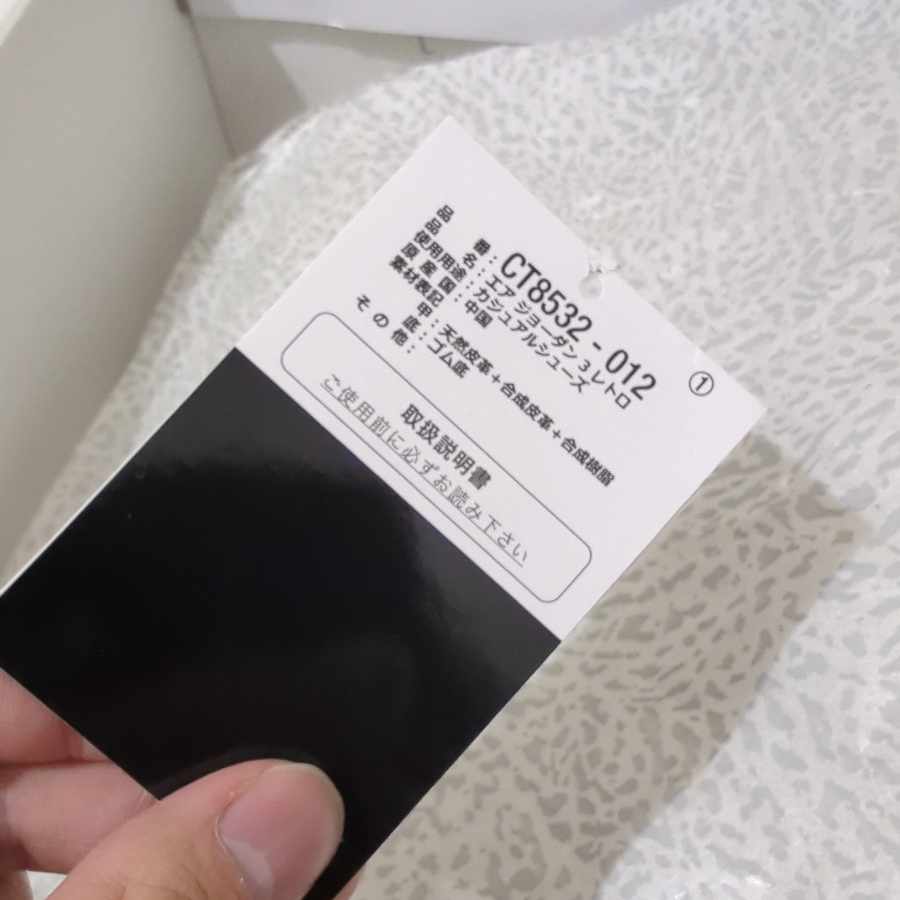 ①
品番：CT8532 - 012
品名：エア ジョーダン 3 レトロ
使用用途：カジュアルシューズ
原産国：中国
素材表記
甲：天然皮革+合成皮革+合成樹脂
底：ゴム底
その他：
取扱説明書
ご使用前に必ずお読み下さい